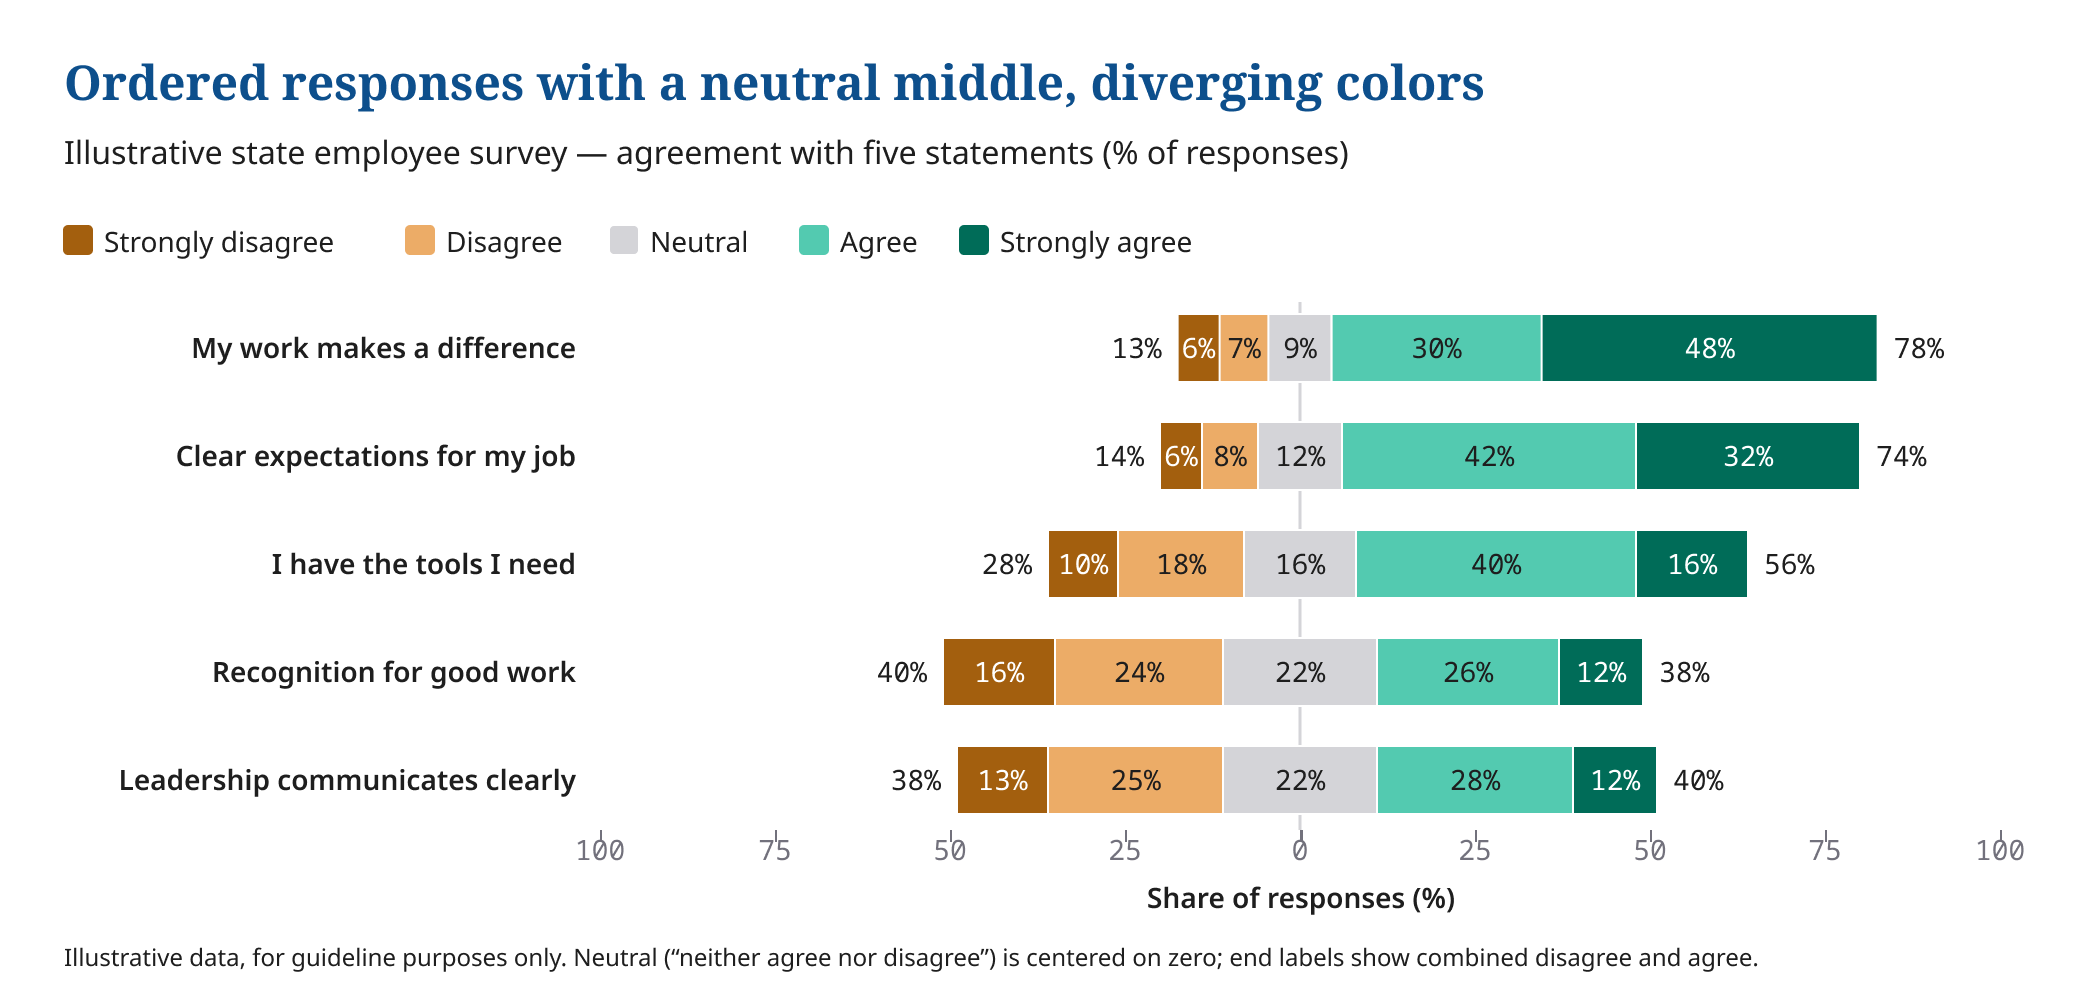 Ordered responses with a neutral middle, diverging colors
Illustrative state employee survey — agreement with five statements (% of responses)
Strongly disagree Disagree Neutral Agree Strongly agree
My work makes a difference 13% 6% 7% 9% 30% 48% 78%
Clear expectations for my job 14% 6% 8% 12% 42% 32% 74%
I have the tools I need 28% 10% 18% 16% 40% 16% 56%
Recognition for good work 40% 16% 24% 22% 26% 12% 38%
Leadership communicates clearly 38% 13% 25% 22% 28% 12% 40%
100 75 50 25 0 25 50 75 100
Share of responses (%)
Illustrative data, for guideline purposes only. Neutral (“neither agree nor disagree”) is centered on zero; end labels show combined disagree and agree.